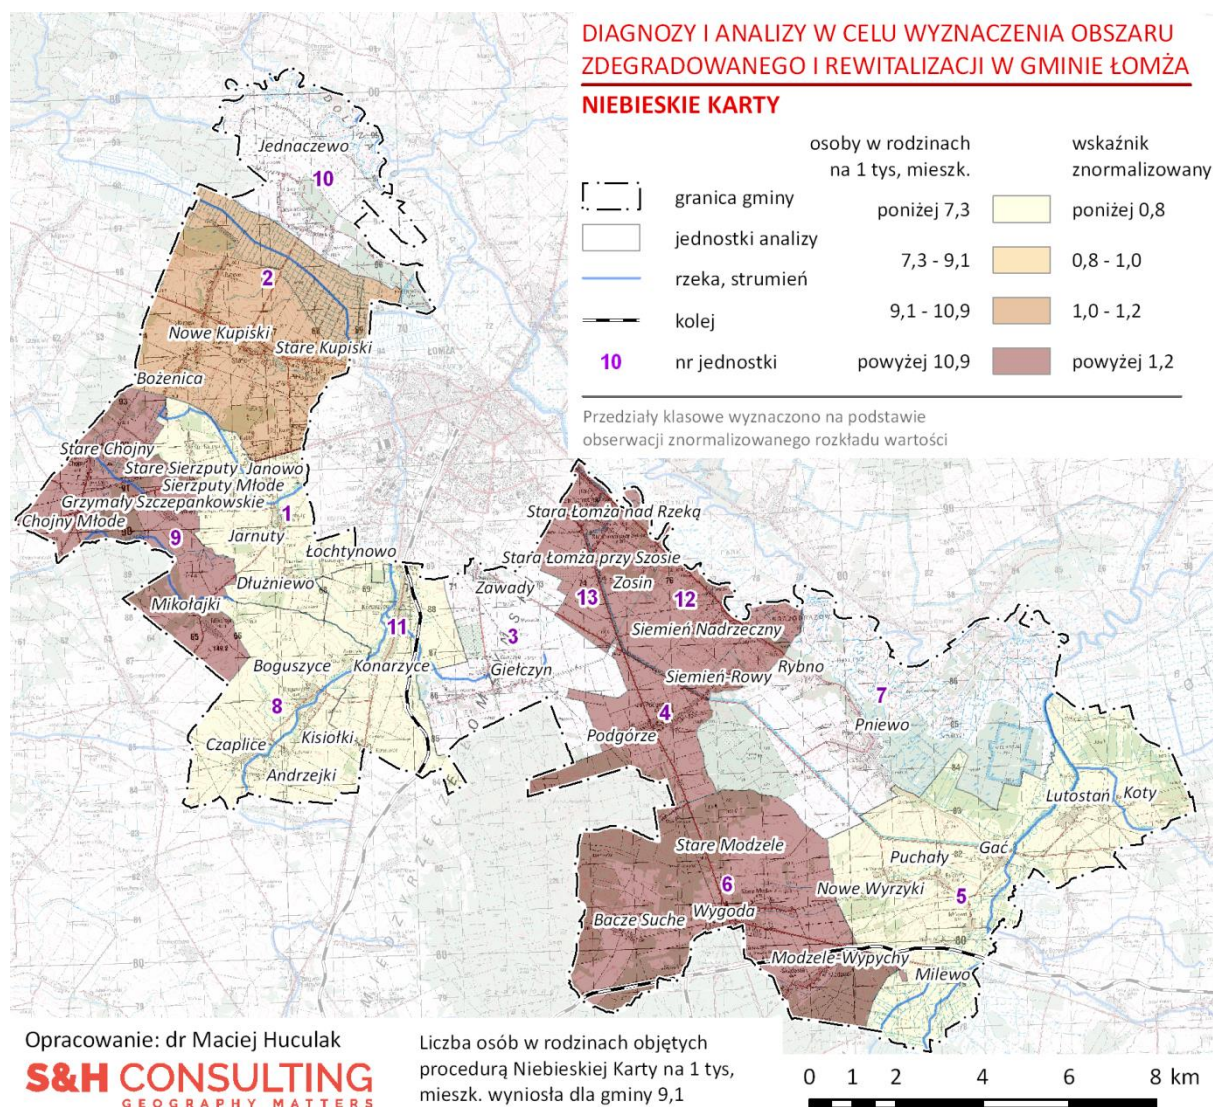 DIAGNOZY I ANALIZY W CELU WYZNACZENIA OBSZARU
ZDEGRADOWANEGO I REWITALIZACJI W GMINIE ŁOMŻA
NIEBIESKIE KARTY
osoby w rodzinach
na 1 tys, mieszk.
wskaźnik
znormalizowany
granica gminy
poniżej 7,3
poniżej 0,8
jednostki analizy
7,3 - 9,1
0,8 - 1,0
rzeka, strumień
9,1 - 10,9
1,0 - 1,2
kolej
10 nr jednostki
powyżej 10,9
powyżej 1,2
Przedziały klasowe wyznaczono na podstawie
obserwacji znormalizowanego rozkładu wartości
Jednaczewo
10
2
Nowe Kupiski
Stare Kupiski
Bożenica
Stare Chojny
Stare Sierzputy
Janowo
Sierzputy Młode
Grzymały Szczepankowskie
Chojny Młode
1
9
Jarnuty
Łochtynowo
Dłużniewo
Mikołajki
11
Boguszyce
Konarzyce
8
Czaplice
Kisiołki
Andrzejki
Zawady
3
Giełczyn
Stara Łomża nad Rzeką
Stara Łomża przy Szosie
Zosin
13
12
Siemień Nadrzeczny
Rybno
Siemień-Rowy
7
4
Pniewo
Podgórze
Lutostań
Koty
Stare Modzele
Puchały
Gać
6
Nowe Wyrzyki
5
Bacze Suche
Wygoda
Modzele-Wypychy
Milewo
Opracowanie: dr Maciej Huculak
S&H CONSULTING
GEOGRAPHY MATTERS
Liczba osób w rodzinach objętych
procedurą Niebieskiej Karty na 1 tys,
mieszk. wyniosła dla gminy 9,1
0 1 2 4 6 8 km